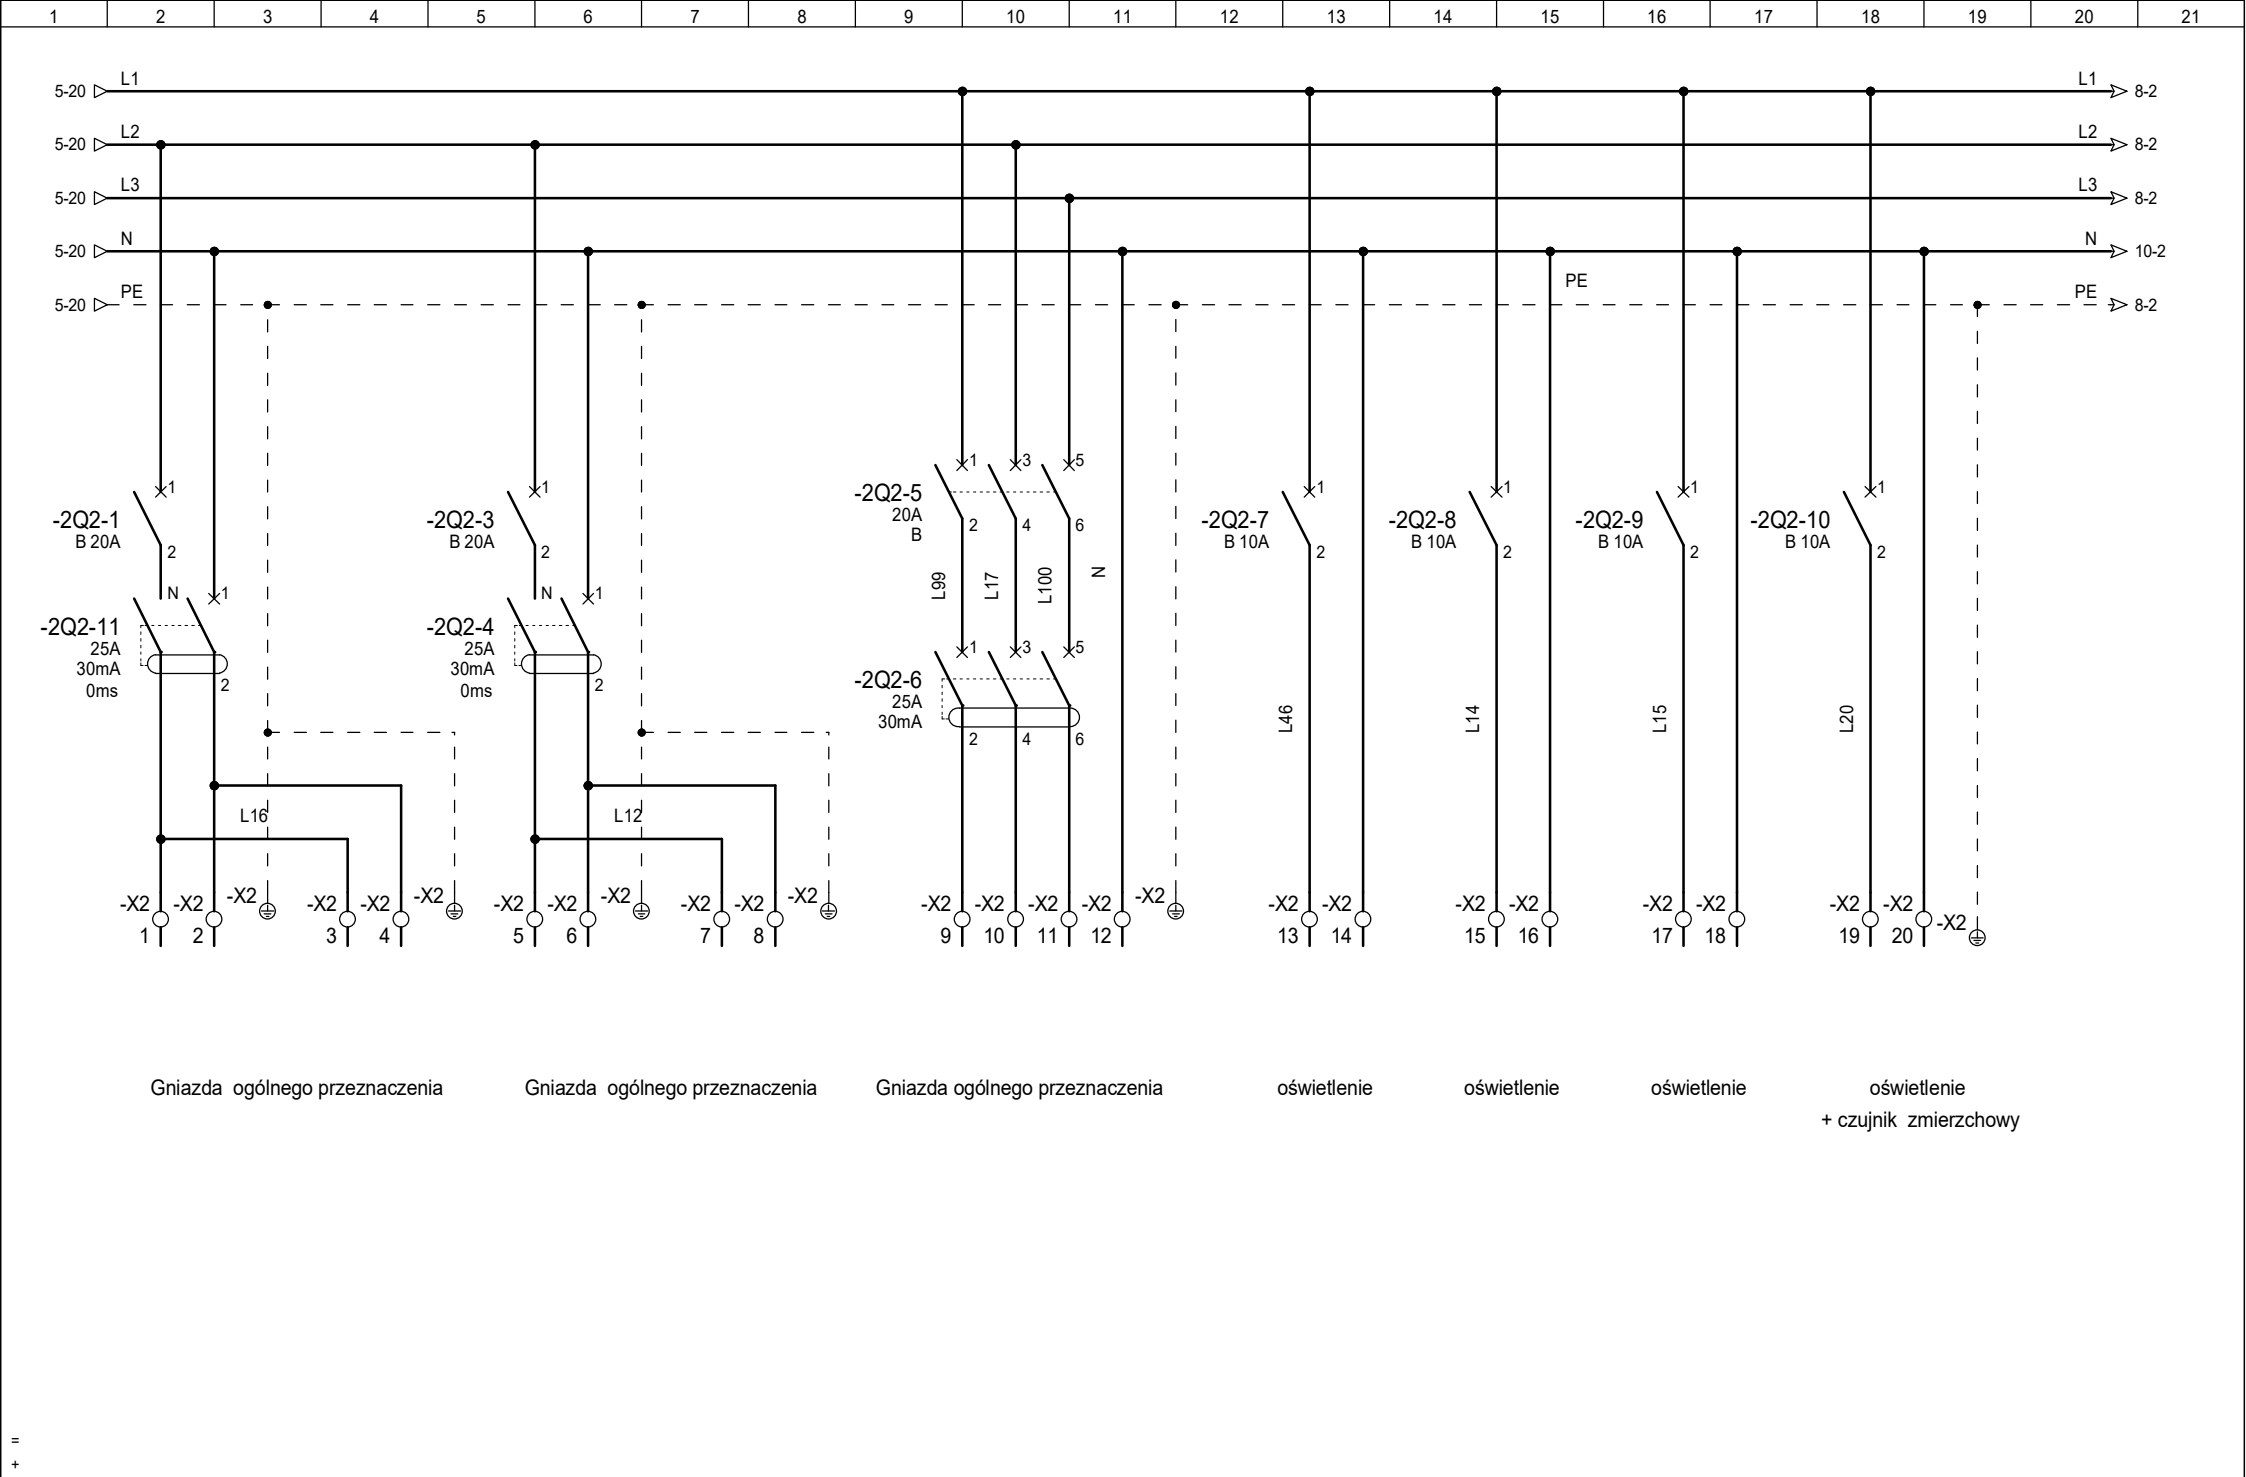 1 2 3 4 5 6 7 8 9 10 11 12 13 14 15 16 17 18 19 20 21
5-20 L1 L1 8-2
5-20 L2 L2 8-2
5-20 L3 L3 8-2
5-20 N N 10-2
5-20 PE PE PE 8-2
-2Q2-1
B 20A
1
2
-2Q2-11
25A
30mA
0ms
N 1
2
L16
-2Q2-3
B 20A
1
2
-2Q2-4
25A
30mA
0ms
N 1
2
L12
-2Q2-5
20A
B
1 3 5
2 4 6
L99 L17 L100 N
-2Q2-6
25A
30mA
1 3 5
2 4 6
-2Q2-7
B 10A
1
2
L46
-2Q2-8
B 10A
1
2
L14
-2Q2-9
B 10A
1
2
L15
-2Q2-10
B 10A
1
2
L20
-X2 -X2 -X2 -X2 -X2 -X2 -X2 -X2 -X2 -X2 -X2 -X2 -X2 -X2 -X2 -X2 -X2 -X2 -X2 -X2 -X2 -X2 -X2 -X2 -X2 -X2
1 2 3 4 5 6 7 8 9 10 11 12 13 14 15 16 17 18 19 20
Gniazda ogólnego przeznaczenia Gniazda ogólnego przeznaczenia Gniazda ogólnego przeznaczenia oświetlenie oświetlenie oświetlenie oświetlenie
+ czujnik zmierzchowy
=
+